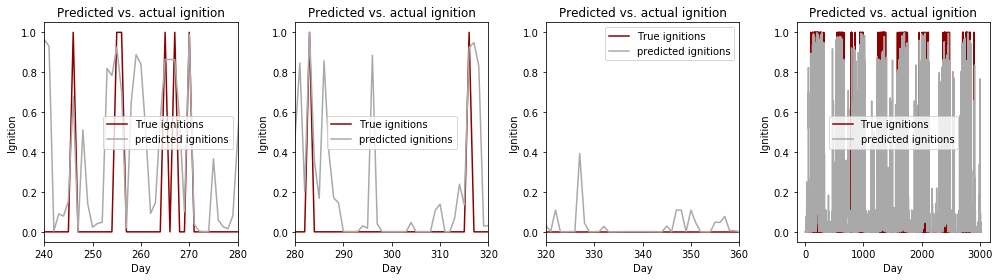 Predicted vs. actual ignition
Ignition
1.0
0.8
0.6
0.4
0.2
0.0
True ignitions
predicted ignitions
240
250
260
270
280
Day
Predicted vs. actual ignition
Ignition
1.0
0.8
0.6
0.4
0.2
0.0
True ignitions
predicted ignitions
280
290
300
310
320
Day
Predicted vs. actual ignition
Ignition
1.0
0.8
0.6
0.4
0.2
0.0
True ignitions
predicted ignitions
320
330
340
350
360
Day
Predicted vs. actual ignition
Ignition
1.0
0.8
0.6
0.4
0.2
0.0
True ignitions
predicted ignitions
0
1000
2000
3000
Day